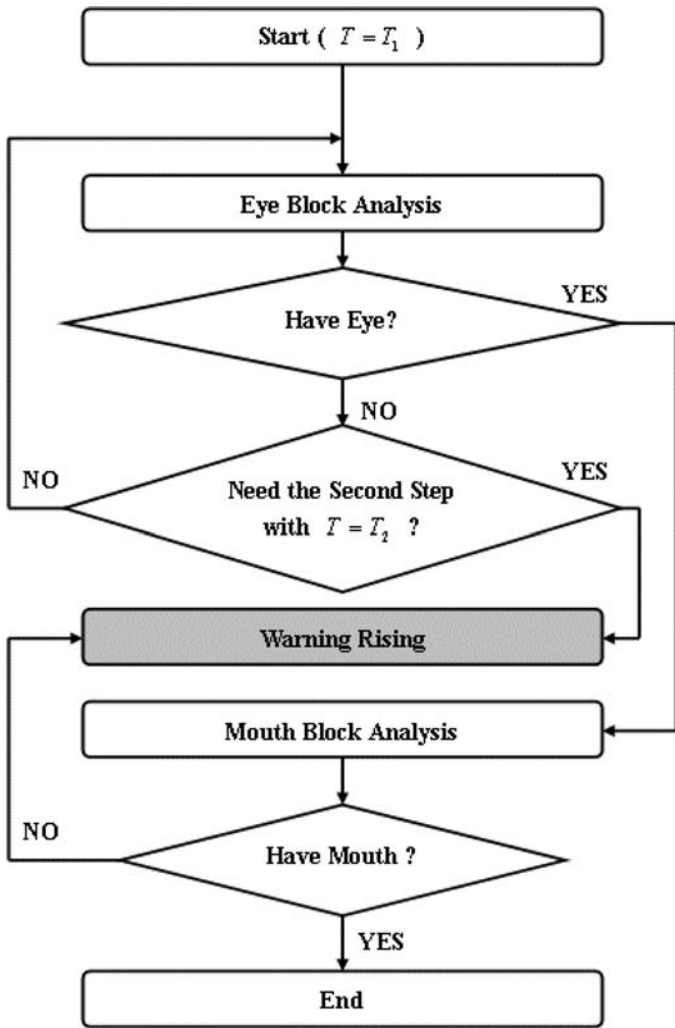 Start ( T = T₁ )
Eye Block Analysis
YES
Have Eye?
NO
NO
YES
Need the Second Step
with T = T₂ ?
Warning Rising
Mouth Block Analysis
NO
Have Mouth ?
YES
End